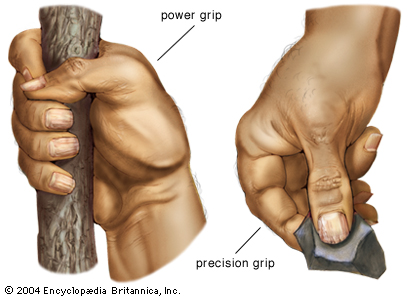 power grip
precision grip
© 2004 Encyclopædia Britannica, Inc.